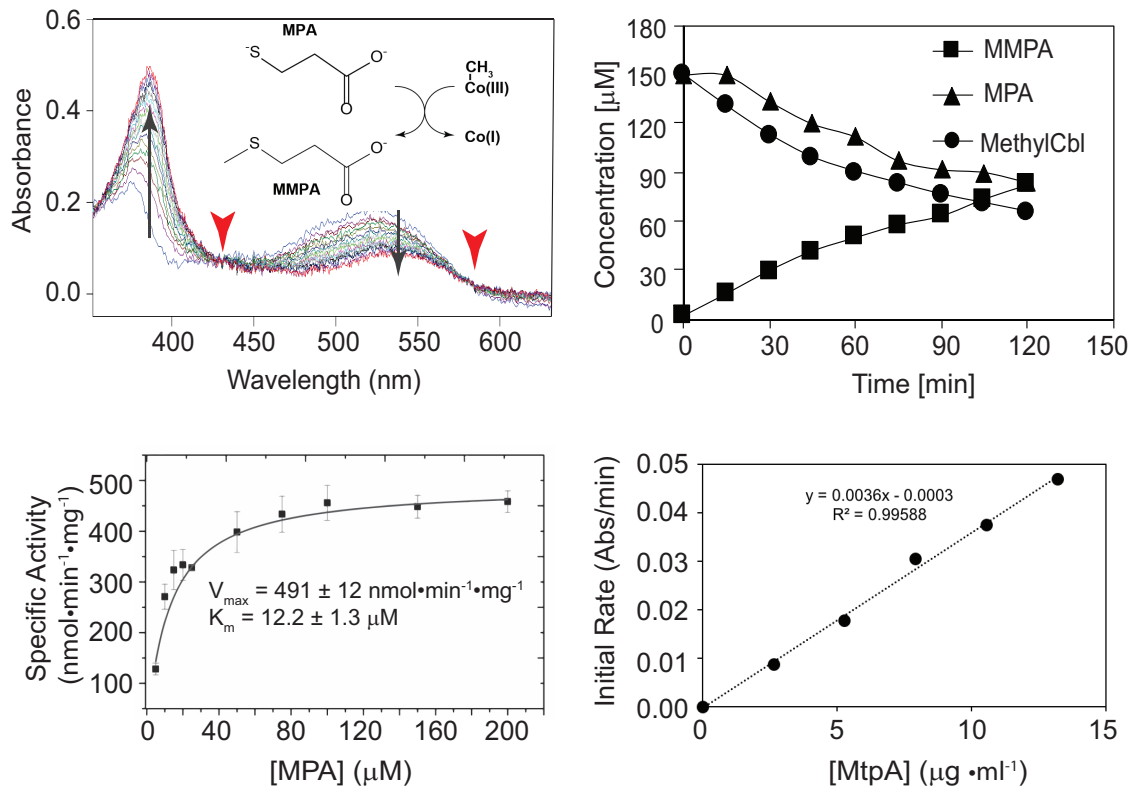 0.6
0.4
0.2
0.0
Absorbance
400 450 500 550 600
Wavelength (nm)
MPA
⁻S
O⁻
O
CH₃
Co(III)
Co(I)
S
O⁻
O
MMPA
180
150
120
90
60
30
0
Concentration [µM]
0 30 60 90 120 150
Time [min]
MMPA
MPA
MethylCbl
500
400
300
200
100
Specific Activity
(nmol•min⁻¹•mg⁻¹)
0 40 80 120 160 200
[MPA] (µM)
Vmax = 491 ± 12 nmol•min⁻¹•mg⁻¹
Km = 12.2 ± 1.3 µM
0.05
0.04
0.03
0.02
0.01
0.00
Initial Rate (Abs/min)
0 5 10 15
[MtpA] (µg •ml⁻¹)
y = 0.0036x - 0.0003
R² = 0.99588